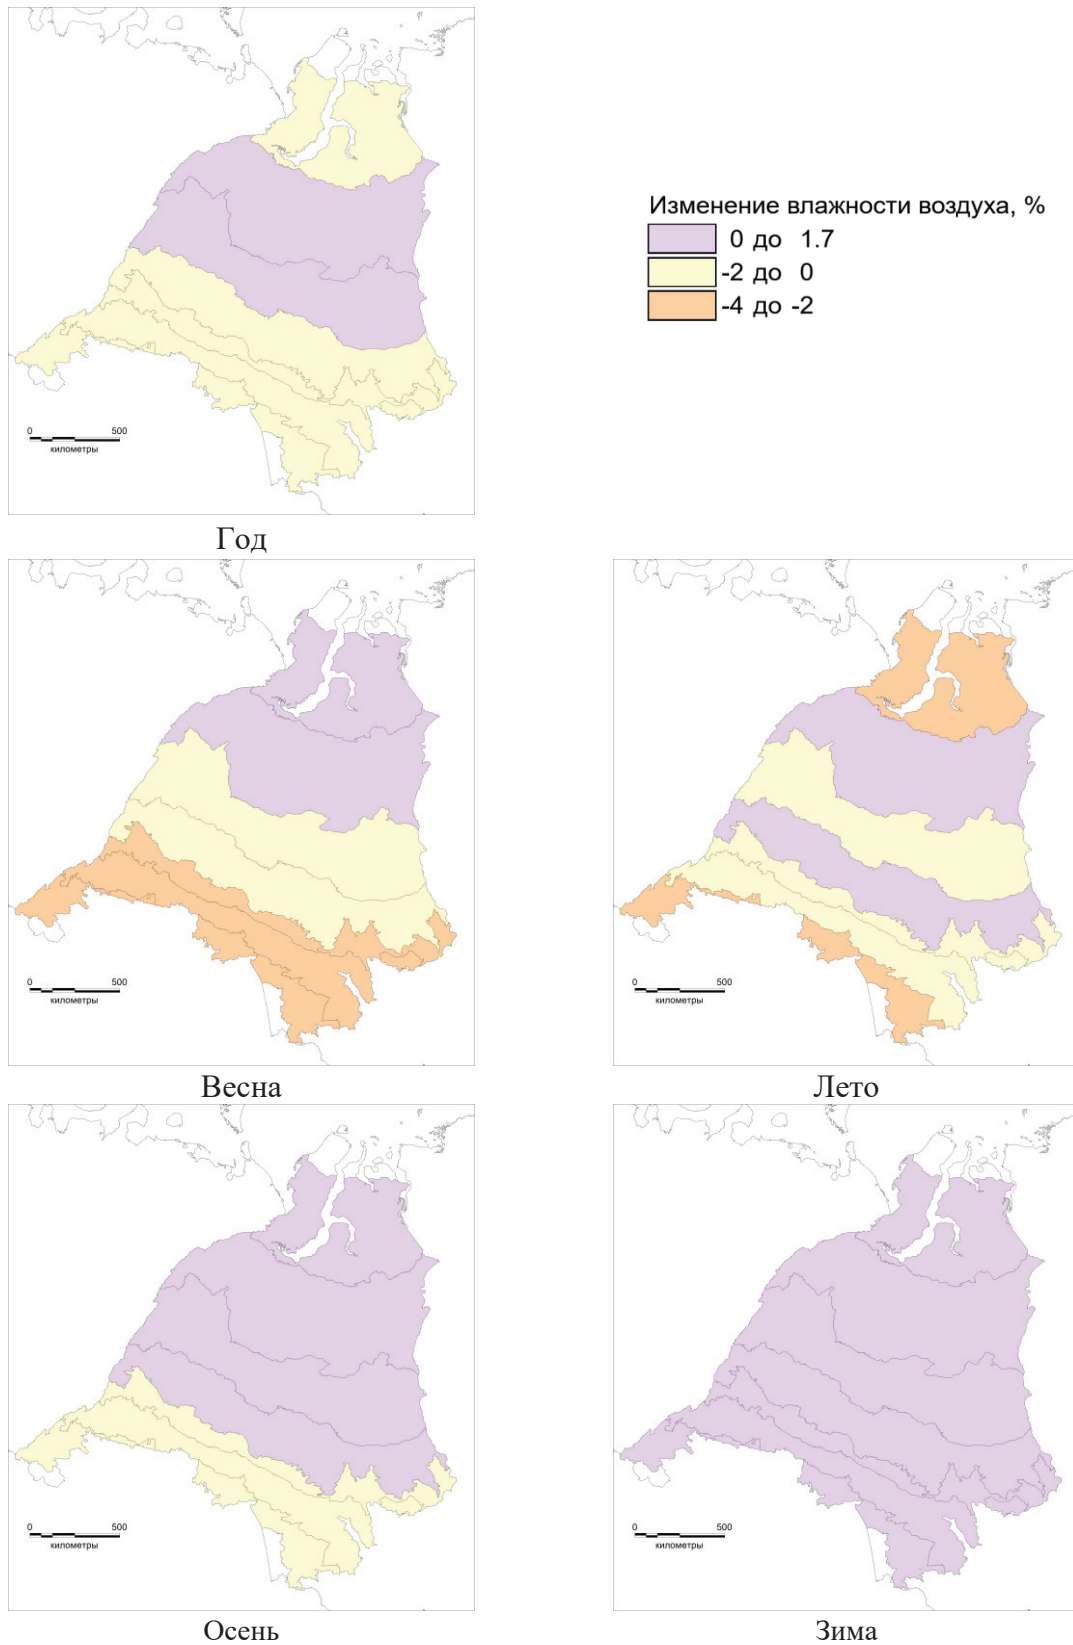 Изменение влажности воздуха, %
0 до 1.7
-2 до 0
-4 до -2
0 500
километры
Год
0 500
километры
Весна
0 500
километры
Лето
0 500
километры
Осень
0 500
километры
Зима